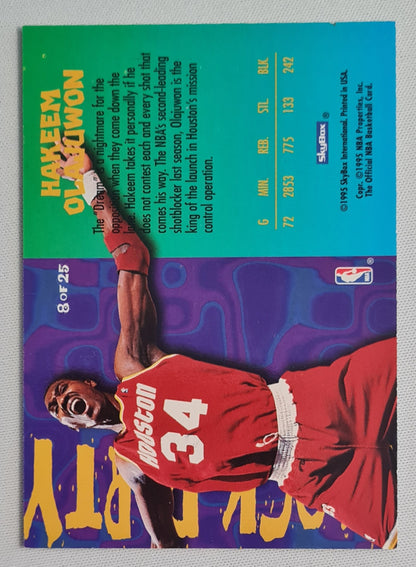 HAKEEM
OLAJUWON
The "Dream" is a nightmare for the
opposition when they come down the
lane. Hakeem takes it personally if he
does not contest each and every shot that
comes his way. The NBA's second-leading
shotblocker last season, Olajuwon is the
king of the launch in Houston's mission
control operation.
G MIN. REB. STL. BLK
72 2853 775 133 242
SkyBox®
©1995 SkyBox International. Printed in USA.
Copr. ©1995 NBA Properties, Inc.
The Official NBA Basketball Card.
8 OF 25
NBA
®
HOUSTON
34